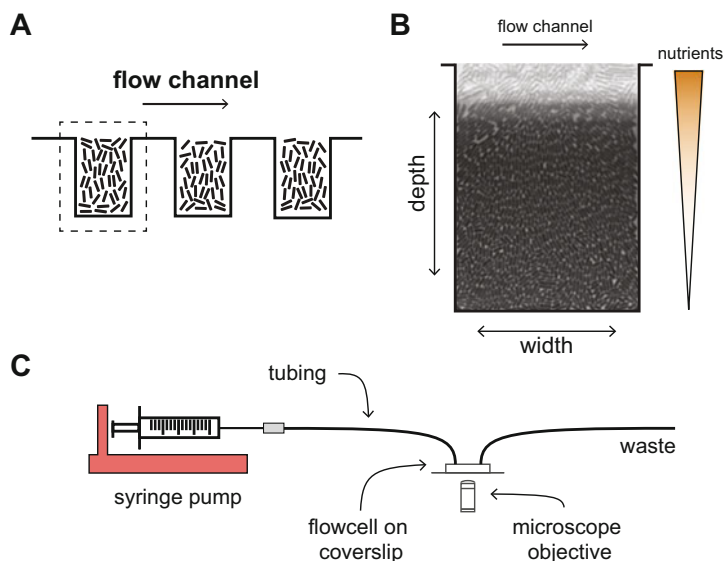 A
flow channel
B
flow channel
nutrients
depth
width
C
tubing
waste
syringe pump
flowcell on
coverslip
microscope
objective